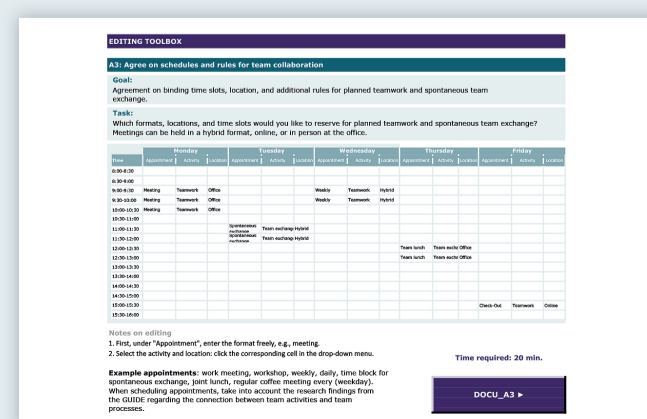 EDITING TOOLBOX
A3: Agree on schedules and rules for team collaboration
Goal:
Agreement on binding time slots, location, and additional rules for planned teamwork and spontaneous team
exchange.
Task:
Which formats, locations, and time slots would you like to reserve for planned teamwork and spontaneous team exchange?
Meetings can be held in a hybrid format, online, or in person at the office.
Monday Tuesday Wednesday Thursday Friday
Time Appointment Activity Location Appointment Activity Location Appointment Activity Location Appointment Activity Location Appointment Activity Location
8:00-8:30
8:30-9:00
9:00-9:30 Meeting Teamwork Office Weekly Teamwork Hybrid
9:30-10:00 Meeting Teamwork Office Weekly Teamwork Hybrid
10:00-10:30 Meeting Teamwork Office
10:30-11:00
11:00-11:30 Spontaneous exchange Team exchang Hybrid
11:30-12:00 Spontaneous exchange Team exchang Hybrid
12:00-12:30 Team lunch Team excha Office
12:30-13:00 Team lunch Team excha Office
13:00-13:30
13:30-14:00
14:00-14:30
14:30-15:00
15:00-15:30 Check-Out Teamwork Online
15:30-16:00
Notes on editing
1. First, under "Appointment", enter the format freely, e.g., meeting.
2. Select the activity and location: click the corresponding cell in the drop-down menu.
Time required: 20 min.
Example appointments: work meeting, workshop, weekly, daily, time block for
spontaneous exchange, joint lunch, regular coffee meeting every (weekday).
When scheduling appointments, take into account the research findings from
the GUIDE regarding the connection between team activities and team
processes.
DOCU_A3 ►